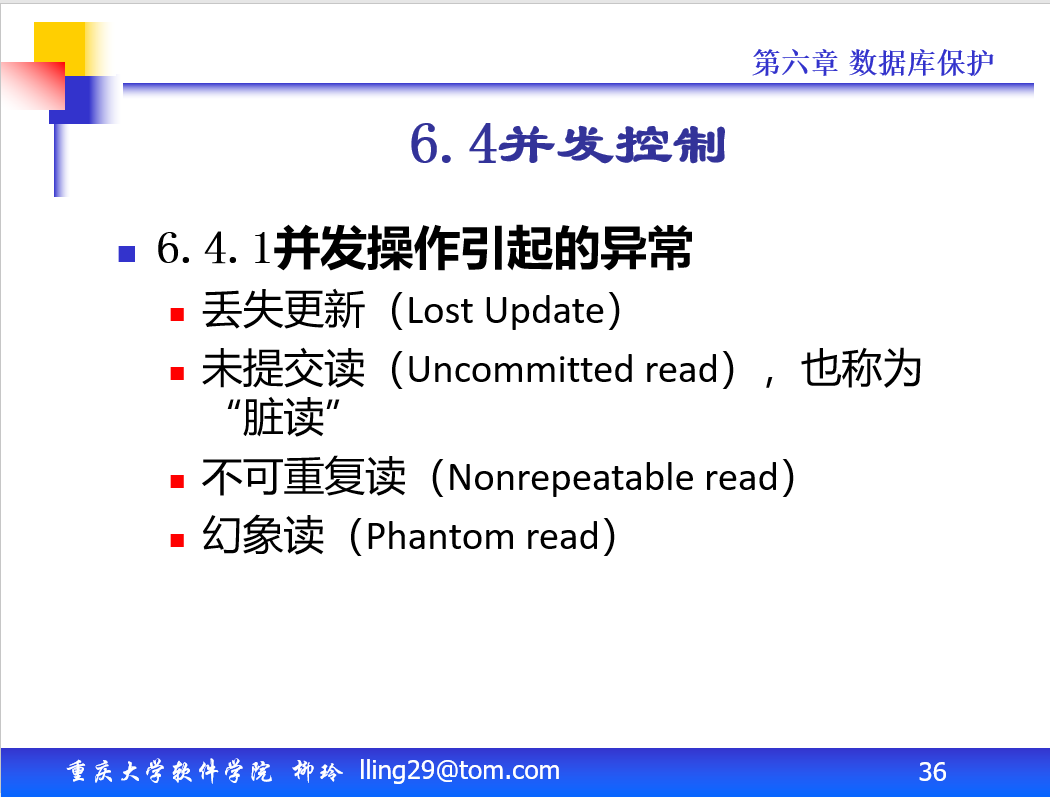 第六章 数据库保护
6.4并发控制
6.4.1并发操作引起的异常
丢失更新（Lost Update）
未提交读（Uncommitted read），也称为
“脏读”
不可重复读（Nonrepeatable read）
幻象读（Phantom read）
重庆大学软件学院 柳玲 lling29@tom.com 36